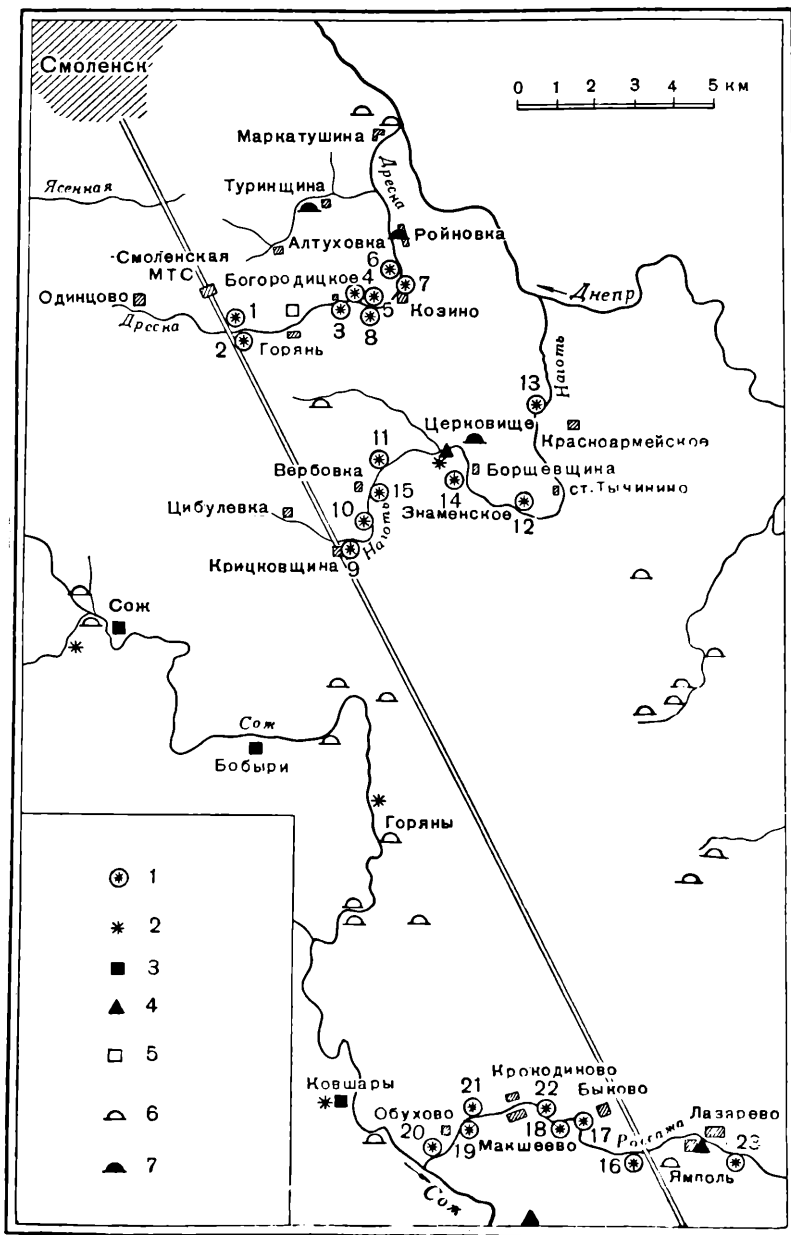 Смоленск
0 1 2 3 4 5 км
Маркатушина
Дресна
Ясенная
Туринщина
Алтуховка
Ройновка
Смоленская
МТС
6
Богородицкое
4
7
Днепр
Одинцово
1
5
Козино
Дресна
3
8
2
Горянь
Наготь
13
Церковище
11
Красноармейское
Вербовка
Борщевщина
15
ст. Тычинино
14
Цибулевка
10
Знаменское
12
Наготь
Крицковщина
9
Сож
Сож
Бобыри
Горяны
1
2
3
4
5
6
7
Крокодиново
21
22
Быково
Ковшары
Обухово
Лазарево
20
19
Макшеево
18
17
Россажа
23
16
Ямполь
Сож